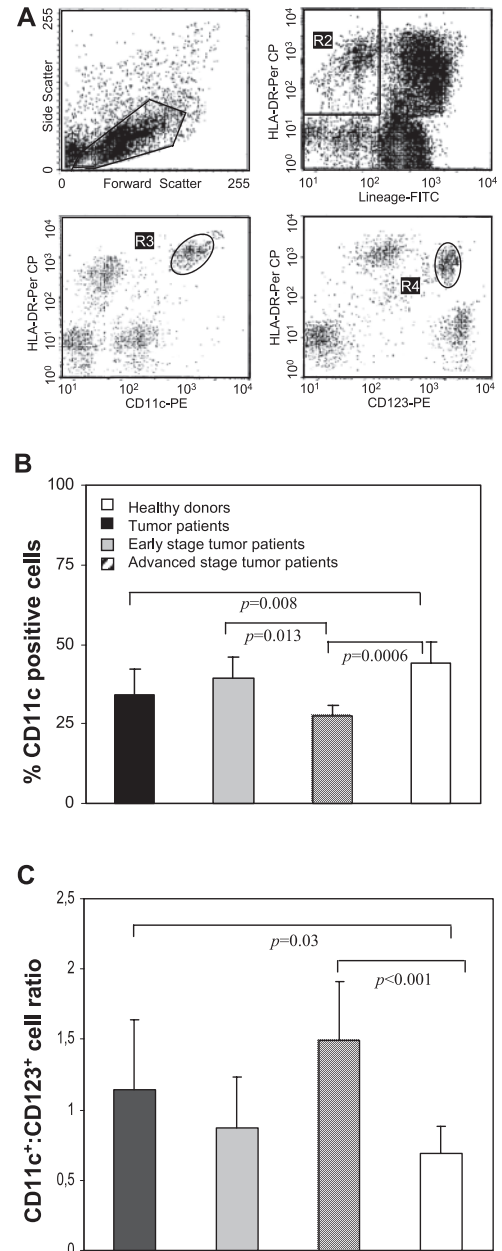 A
255
Side Scatter
0
0
Forward Scatter
255
R2
HLA-DR-Per CP
10⁴
10³
10²
10¹
10⁰
10¹
10²
10³
10⁴
Lineage-FITC
R3
HLA-DR-Per CP
10⁴
10³
10²
10¹
10⁰
10¹
10²
10³
10⁴
CD11c-PE
R4
HLA-DR-Per CP
10⁴
10³
10²
10¹
10⁰
10¹
10²
10³
10⁴
CD123-PE
B
% CD11c positive cells
100
75
50
25
0
Healthy donors
Tumor patients
Early stage tumor patients
Advanced stage tumor patients
p=0.008
p=0.013
p=0.0006
C
CD11c⁺:CD123⁺ cell ratio
2,5
2
1,5
1
0,5
0
p=0.03
p<0.001